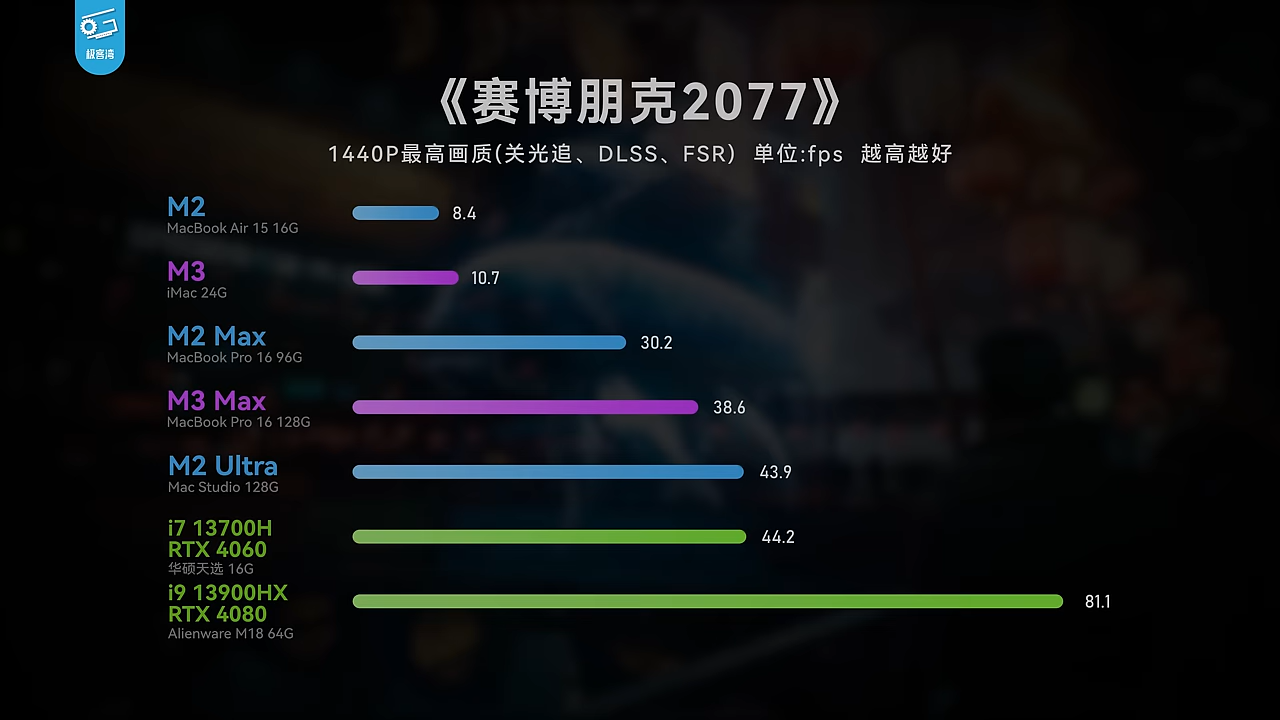 极客湾
《赛博朋克2077》
1440P最高画质(关光追、DLSS、FSR) 单位:fps 越高越好
M2
MacBook Air 15 16G
8.4
M3
iMac 24G
10.7
M2 Max
MacBook Pro 16 96G
30.2
M3 Max
MacBook Pro 16 128G
38.6
M2 Ultra
Mac Studio 128G
43.9
i7 13700H
RTX 4060
华硕天选 16G
44.2
i9 13900HX
RTX 4080
Alienware M18 64G
81.1